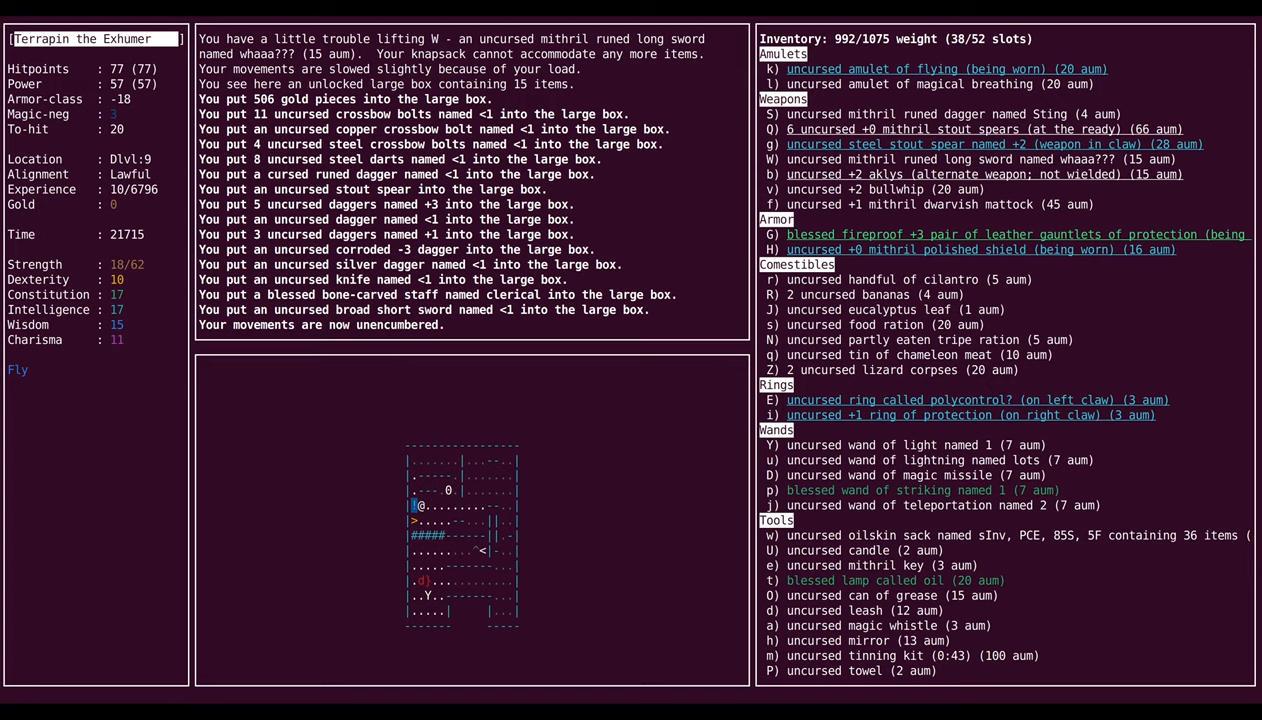 [Terrapin the Exhumer ]
Hitpoints : 77 (77)
Power : 57 (57)
Armor-class : -18
Magic-neg : 3
To-hit : 20
Location : Dlvl:9
Alignment : Lawful
Experience : 10/6796
Gold : 0
Time : 21715
Strength : 18/62
Dexterity : 10
Constitution : 17
Intelligence : 17
Wisdom : 15
Charisma : 11
Fly
You have a little trouble lifting W - an uncursed mithril runed long sword
named whaaa??? (15 aum). Your knapsack cannot accommodate any more items.
Your movements are slowed slightly because of your load.
You see here an unlocked large box containing 15 items.
You put 506 gold pieces into the large box.
You put 11 uncursed crossbow bolts named <1 into the large box.
You put an uncursed copper crossbow bolt named <1 into the large box.
You put 4 uncursed steel crossbow bolts named <1 into the large box.
You put 8 uncursed steel darts named <1 into the large box.
You put a cursed runed dagger named <1 into the large box.
You put an uncursed stout spear into the large box.
You put 5 uncursed daggers named +3 into the large box.
You put an uncursed dagger named <1 into the large box.
You put 3 uncursed daggers named +1 into the large box.
You put an uncursed corroded -3 dagger into the large box.
You put an uncursed silver dagger named <1 into the large box.
You put an uncursed knife named <1 into the large box.
You put a blessed bone-carved staff named clerical into the large box.
You put an uncursed broad short sword named <1 into the large box.
Your movements are now unencumbered.
-----------------
|.......|...--..|
|.-----.|.......|
|.---.0.|.......|
|!@.........--..|
|>.....--...||..|
|#####------||.-|
|........^<|-..|
|.....-------...|
|.d}............|
|..Y..-------...|
|.....|    |...|
-------    -----
Inventory: 992/1075 weight (38/52 slots)
Amulets
k) uncursed amulet of flying (being worn) (20 aum)
l) uncursed amulet of magical breathing (20 aum)
Weapons
S) uncursed mithril runed dagger named Sting (4 aum)
Q) 6 uncursed +0 mithril stout spears (at the ready) (66 aum)
g) uncursed steel stout spear named +2 (weapon in claw) (28 aum)
W) uncursed mithril runed long sword named whaaa??? (15 aum)
b) uncursed +2 aklys (alternate weapon; not wielded) (15 aum)
v) uncursed +2 bullwhip (20 aum)
f) uncursed +1 mithril dwarvish mattock (45 aum)
Armor
G) blessed fireproof +3 pair of leather gauntlets of protection (being
H) uncursed +0 mithril polished shield (being worn) (16 aum)
Comestibles
r) uncursed handful of cilantro (5 aum)
R) 2 uncursed bananas (4 aum)
J) uncursed eucalyptus leaf (1 aum)
s) uncursed food ration (20 aum)
N) uncursed partly eaten tripe ration (5 aum)
q) uncursed tin of chameleon meat (10 aum)
Z) 2 uncursed lizard corpses (20 aum)
Rings
E) uncursed ring called polycontrol? (on left claw) (3 aum)
i) uncursed +1 ring of protection (on right claw) (3 aum)
Wands
Y) uncursed wand of light named 1 (7 aum)
u) uncursed wand of lightning named lots (7 aum)
D) uncursed wand of magic missile (7 aum)
p) blessed wand of striking named 1 (7 aum)
j) uncursed wand of teleportation named 2 (7 aum)
Tools
w) uncursed oilskin sack named sInv, PCE, 85S, 5F containing 36 items (
U) uncursed candle (2 aum)
e) uncursed mithril key (3 aum)
t) blessed lamp called oil (20 aum)
O) uncursed can of grease (15 aum)
d) uncursed leash (12 aum)
a) uncursed magic whistle (3 aum)
h) uncursed mirror (13 aum)
m) uncursed tinning kit (0:43) (100 aum)
P) uncursed towel (2 aum)